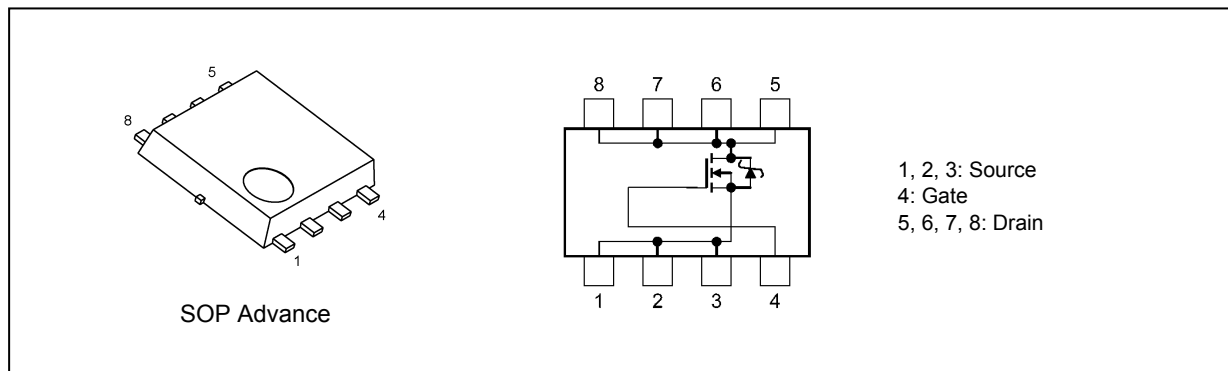 5
8
4
1
SOP Advance
8 7 6 5
1 2 3 4
1, 2, 3: Source
4: Gate
5, 6, 7, 8: Drain